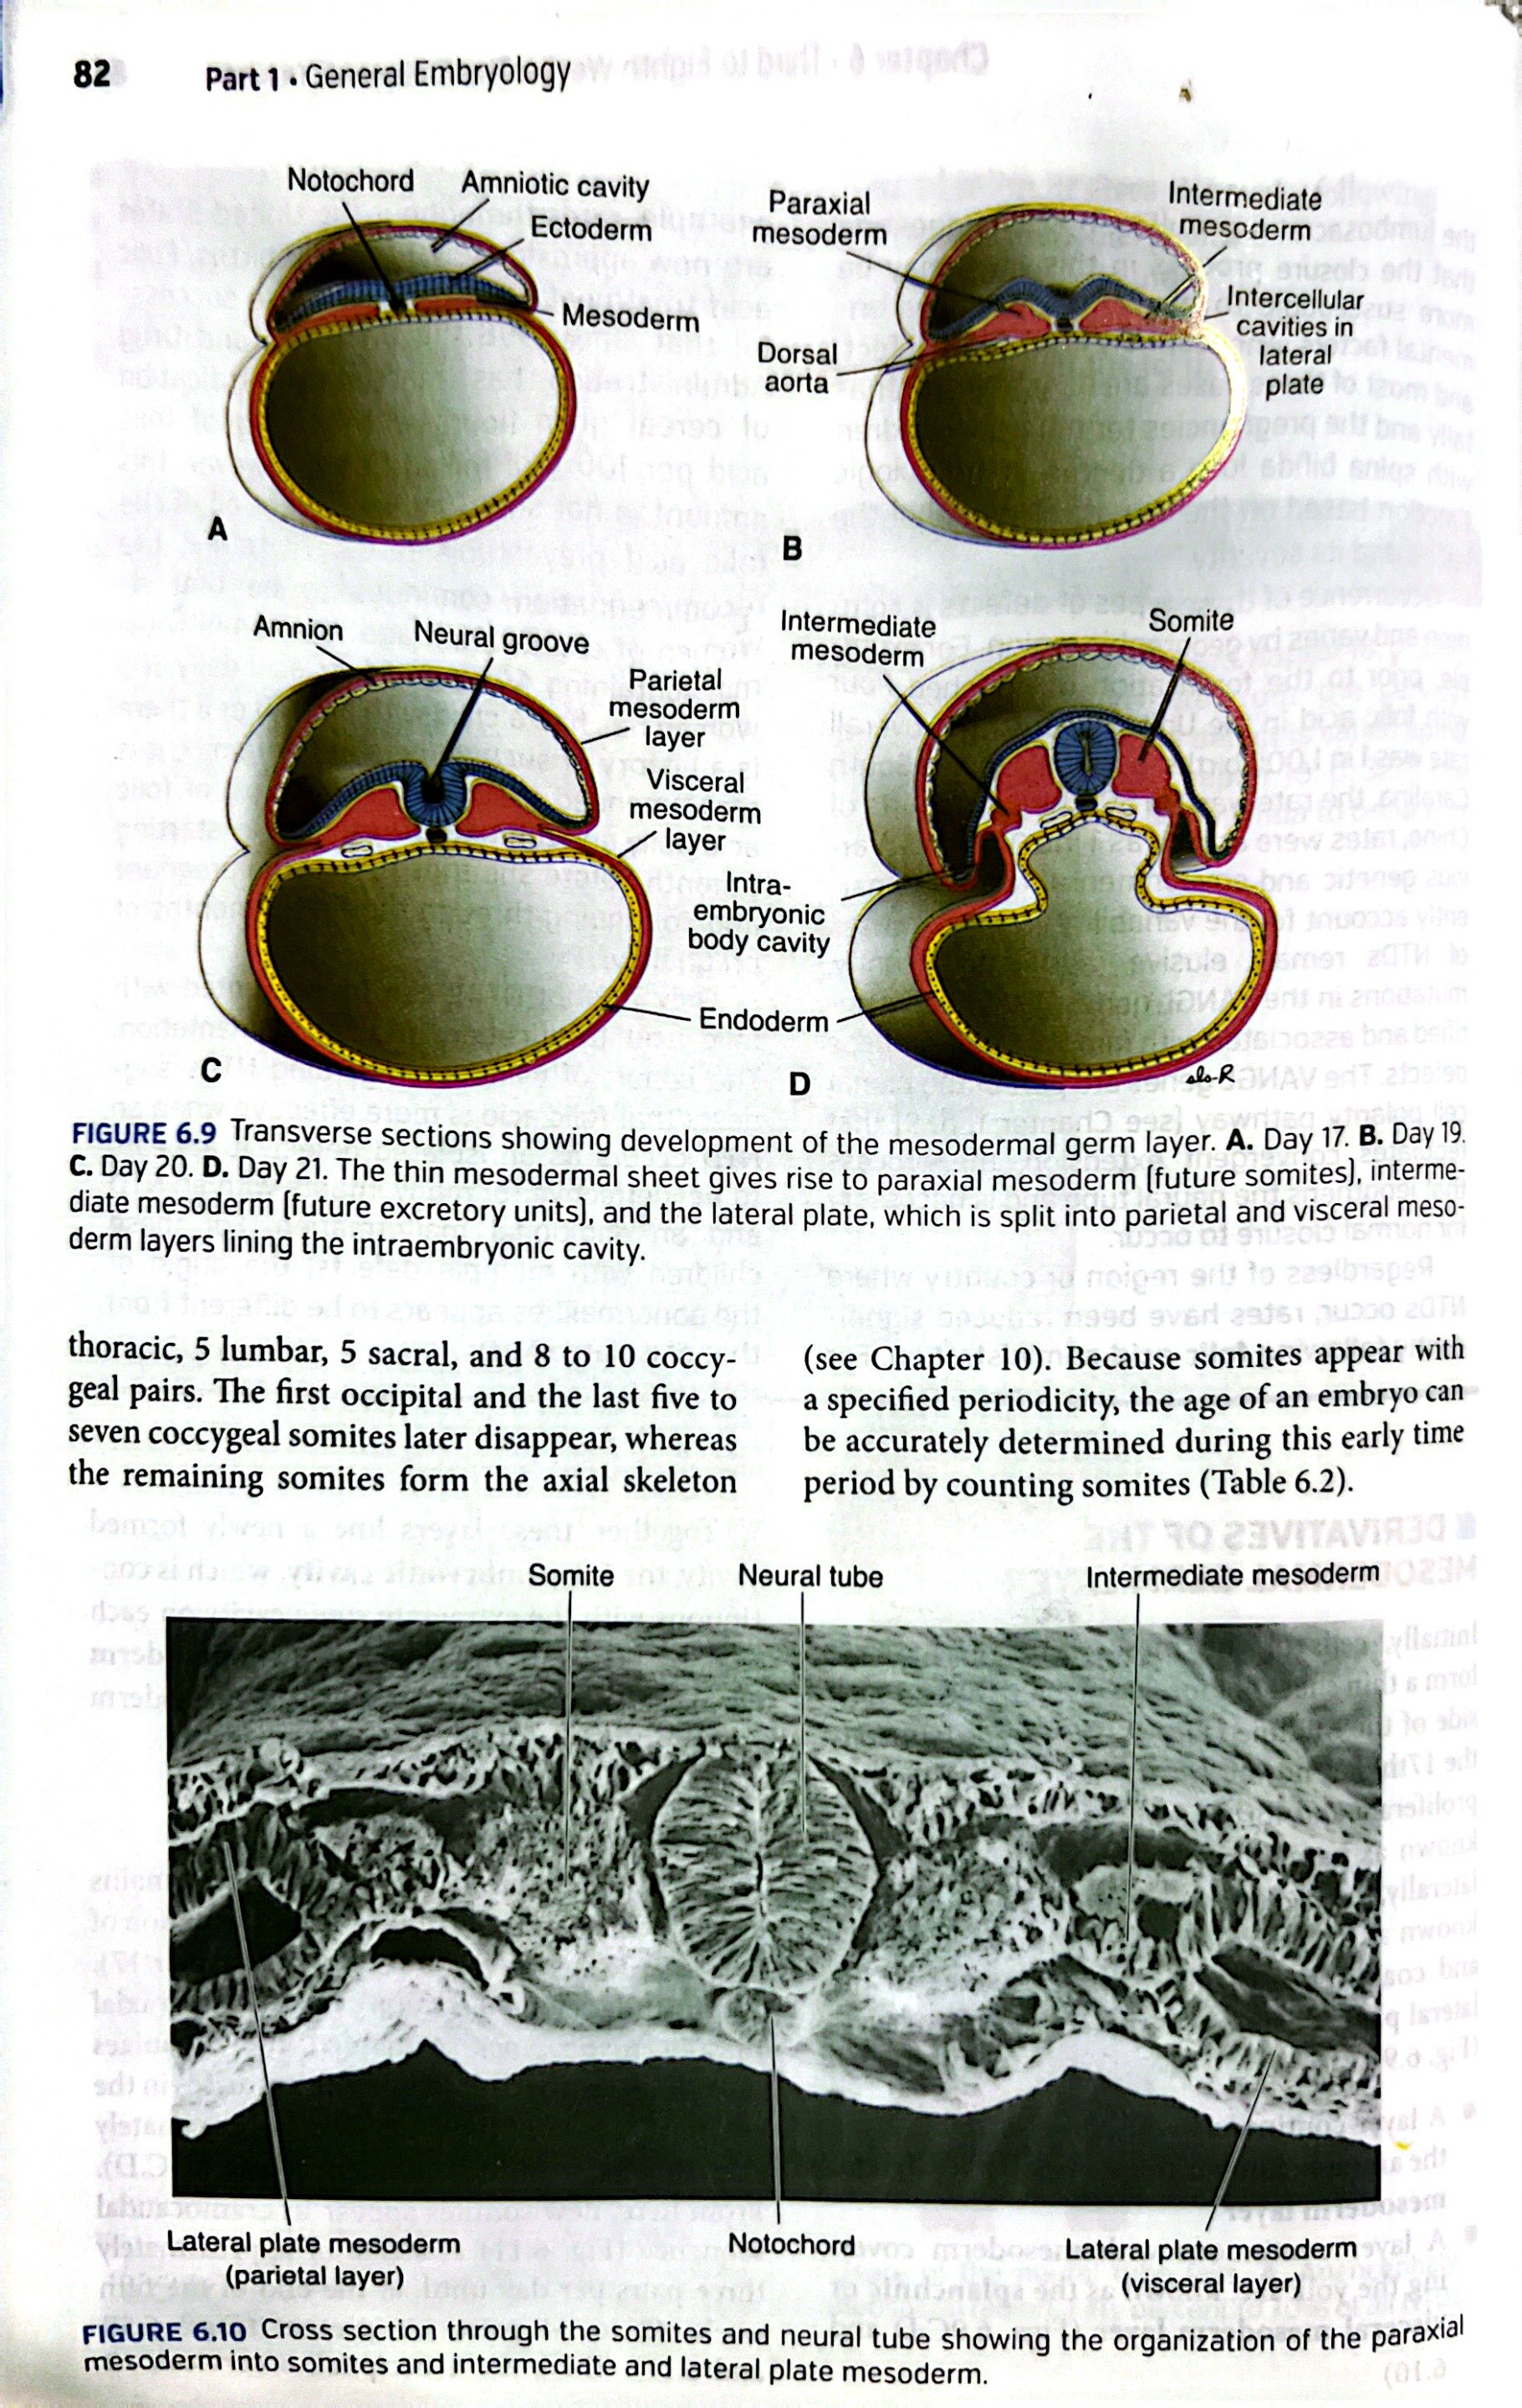 82 Part 1 • General Embryology
Notochord
Amniotic cavity
Ectoderm
Mesoderm
A
Paraxial
mesoderm
Intermediate
mesoderm
Intercellular
cavities in
lateral
plate
Dorsal
aorta
B
Amnion
Neural groove
Parietal
mesoderm
layer
Visceral
mesoderm
layer
C
Intermediate
mesoderm
Somite
Intra-
embryonic
body cavity
Endoderm
D
FIGURE 6.9 Transverse sections showing development of the mesodermal germ layer. A. Day 17. B. Day 19.
C. Day 20. D. Day 21. The thin mesodermal sheet gives rise to paraxial mesoderm (future somites), interme-
diate mesoderm (future excretory units), and the lateral plate, which is split into parietal and visceral meso-
derm layers lining the intraembryonic cavity.
thoracic, 5 lumbar, 5 sacral, and 8 to 10 coccy-
geal pairs. The first occipital and the last five to
seven coccygeal somites later disappear, whereas
the remaining somites form the axial skeleton
(see Chapter 10). Because somites appear with
a specified periodicity, the age of an embryo can
be accurately determined during this early time
period by counting somites (Table 6.2).
Somite
Neural tube
Intermediate mesoderm
Lateral plate mesoderm
(parietal layer)
Notochord
Lateral plate mesoderm
(visceral layer)
FIGURE 6.10 Cross section through the somites and neural tube showing the organization of the paraxial
mesoderm into somites and intermediate and lateral plate mesoderm.